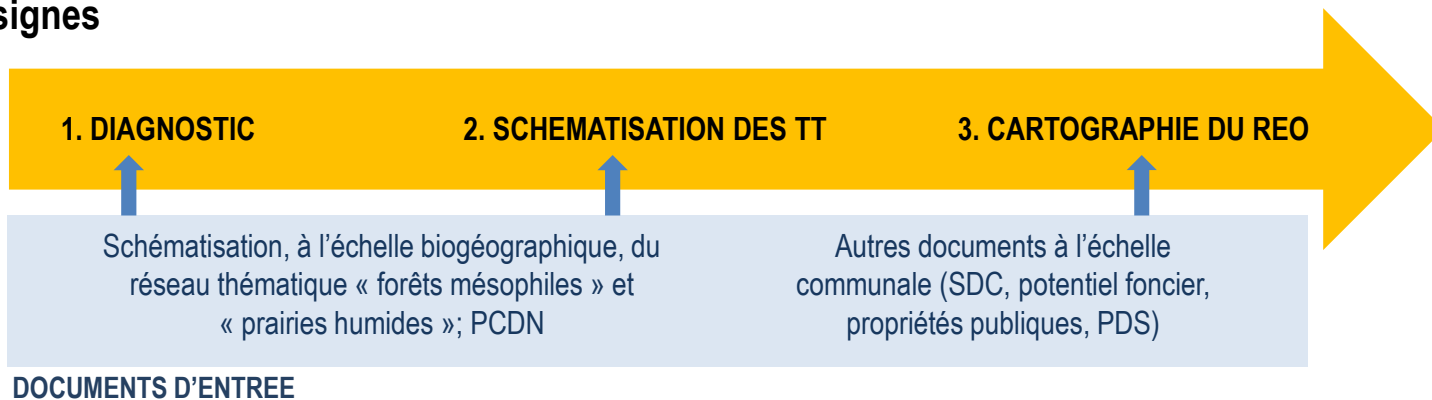 signes
1. DIAGNOSTIC 2. SCHEMATISATION DES TT 3. CARTOGRAPHIE DU REO
Schématisation, à l'échelle biogéographique, du
réseau thématique « forêts mésophiles » et
« prairies humides »; PCDN
Autres documents à l'échelle
communale (SDC, potentiel foncier,
propriétés publiques, PDS)
DOCUMENTS D'ENTREE